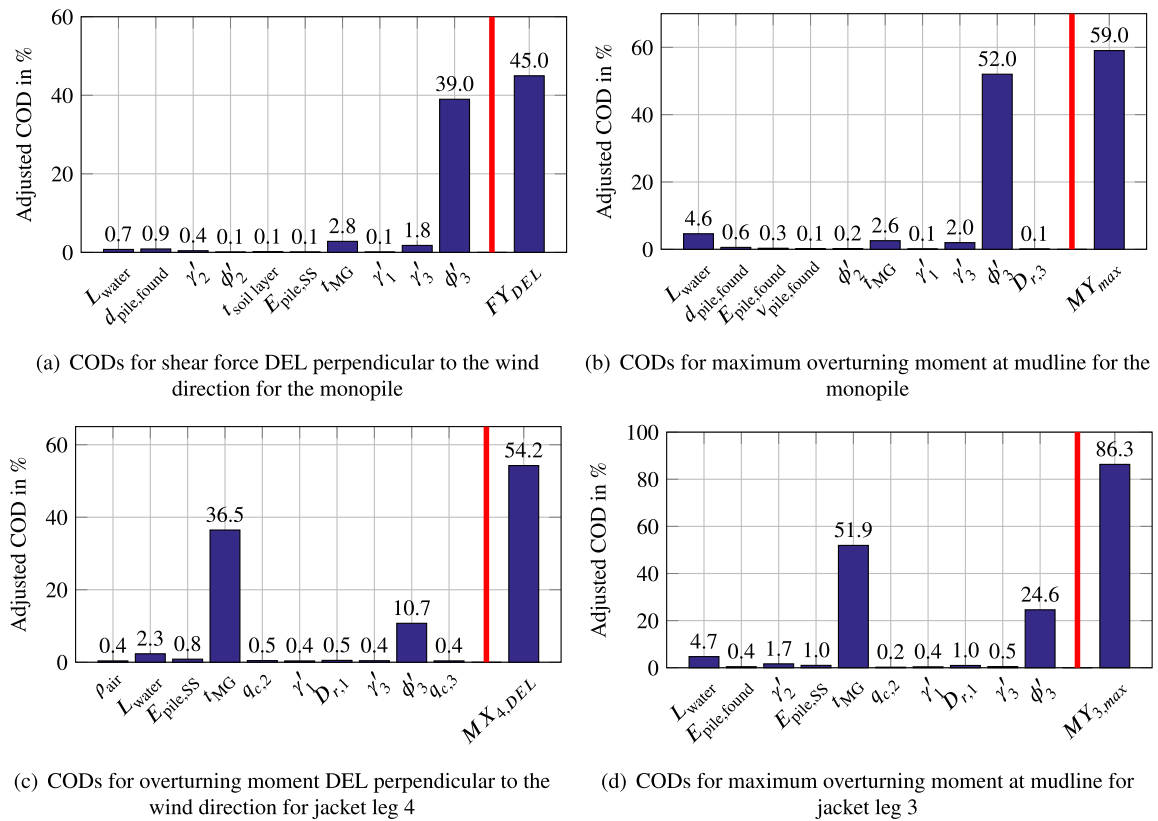 Adjusted COD in %
60
40
20
0
0.7 0.9 0.4 0.1 0.1 0.1 2.8 0.1 1.8 39.0 45.0
L_water d_pile,found γ′_2 ϕ′_2 t_soil layer E_pile,SS t_MG γ′_1 γ′_3 ϕ′_3 FY_DEL
(a) CODs for shear force DEL perpendicular to the wind
direction for the monopile
Adjusted COD in %
60
40
20
0
4.6 0.6 0.3 0.1 0.2 2.6 0.1 2.0 52.0 0.1 59.0
L_water d_pile,found E_pile,found ν_pile,found ϕ′_2 t_MG γ′_1 γ′_3 ϕ′_3 D_r,3 MY_max
(b) CODs for maximum overturning moment at mudline for the
monopile
Adjusted COD in %
60
40
20
0
0.4 2.3 0.8 36.5 0.5 0.4 0.5 0.4 10.7 0.4 54.2
ρ_air L_water E_pile,SS t_MG q_c,2 γ′_1 D_r,1 γ′_3 ϕ′_3 q_c,3 MX_4,DEL
(c) CODs for overturning moment DEL perpendicular to the
wind direction for jacket leg 4
Adjusted COD in %
100
80
60
40
20
0
4.7 0.4 1.7 1.0 51.9 0.2 0.4 1.0 0.5 24.6 86.3
L_water E_pile,found γ′_2 E_pile,SS t_MG q_c,2 γ′_1 D_r,1 γ′_3 ϕ′_3 MY_3,max
(d) CODs for maximum overturning moment at mudline for
jacket leg 3